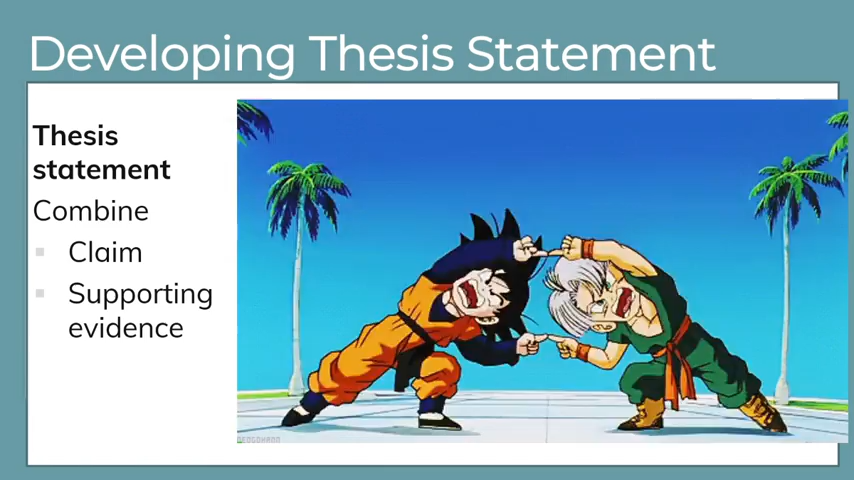 Developing Thesis Statement
Thesis
statement
Combine
Claim
Supporting
evidence